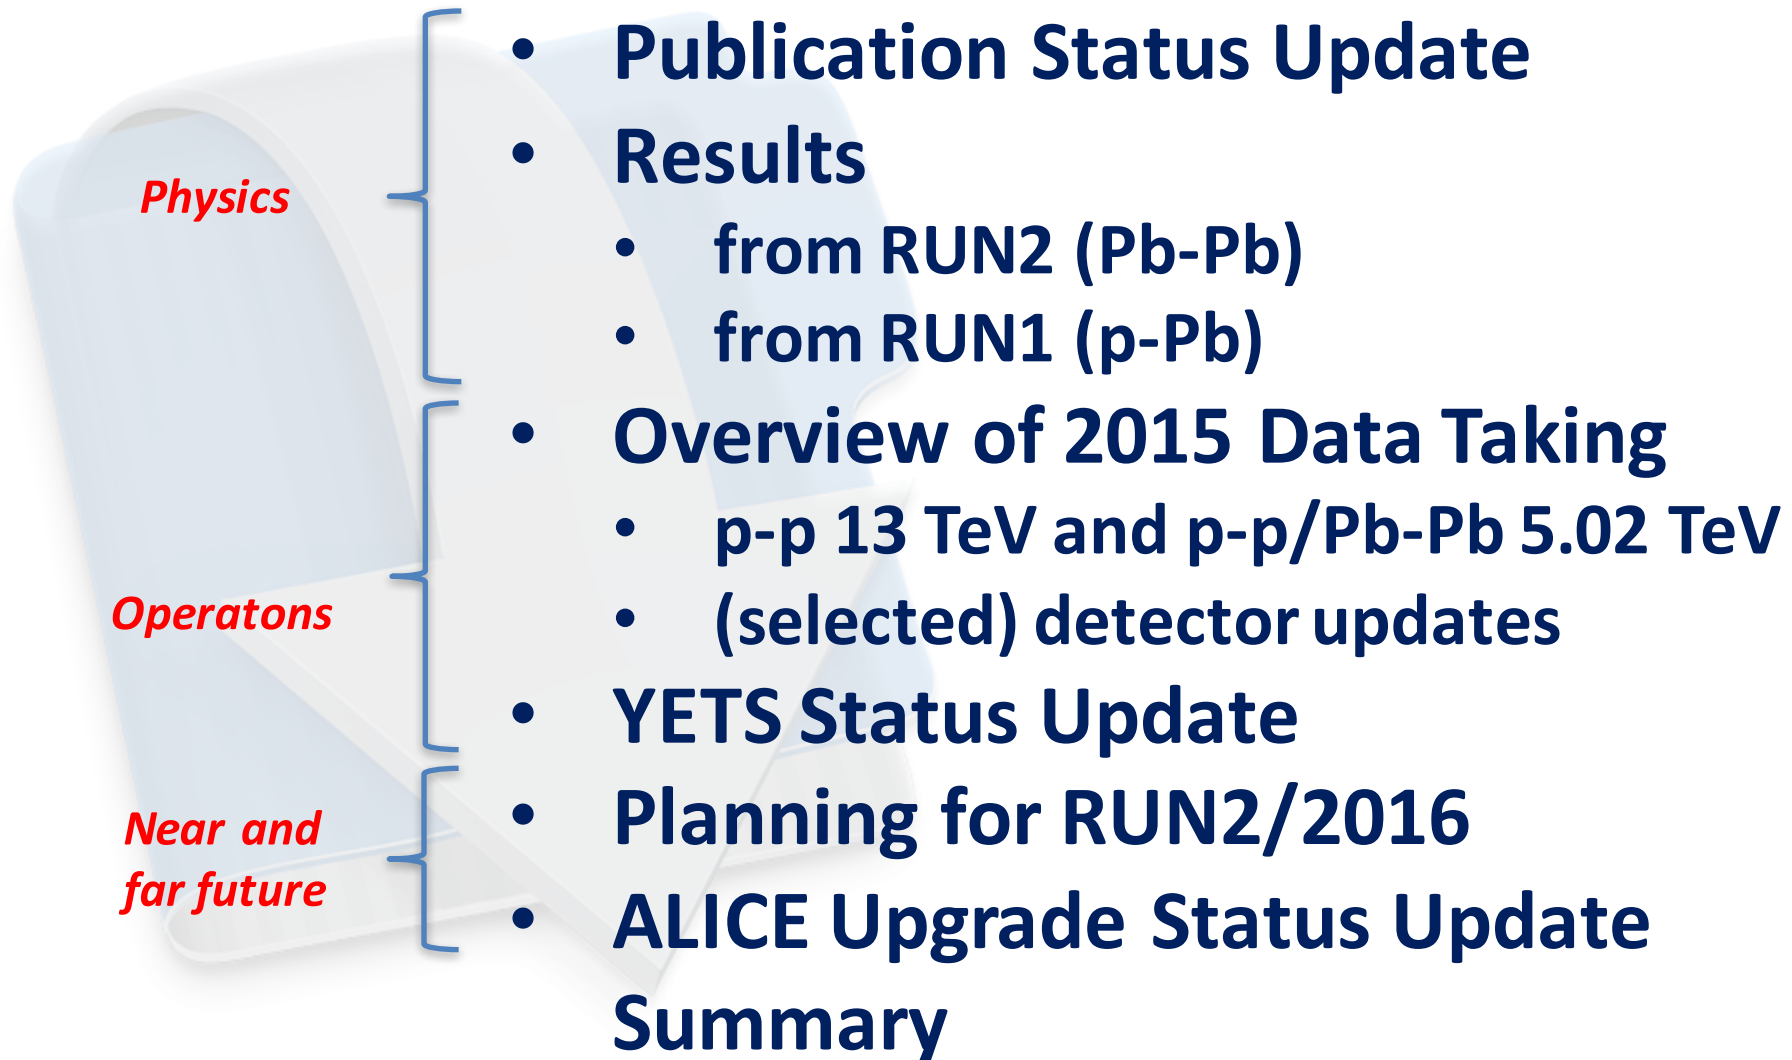 Physics
• Publication Status Update
• Results
• from RUN2 (Pb-Pb)
• from RUN1 (p-Pb)
Operatons
• Overview of 2015 Data Taking
• p-p 13 TeV and p-p/Pb-Pb 5.02 TeV
• (selected) detector updates
• YETS Status Update
Near and
far future
• Planning for RUN2/2016
• ALICE Upgrade Status Update
Summary